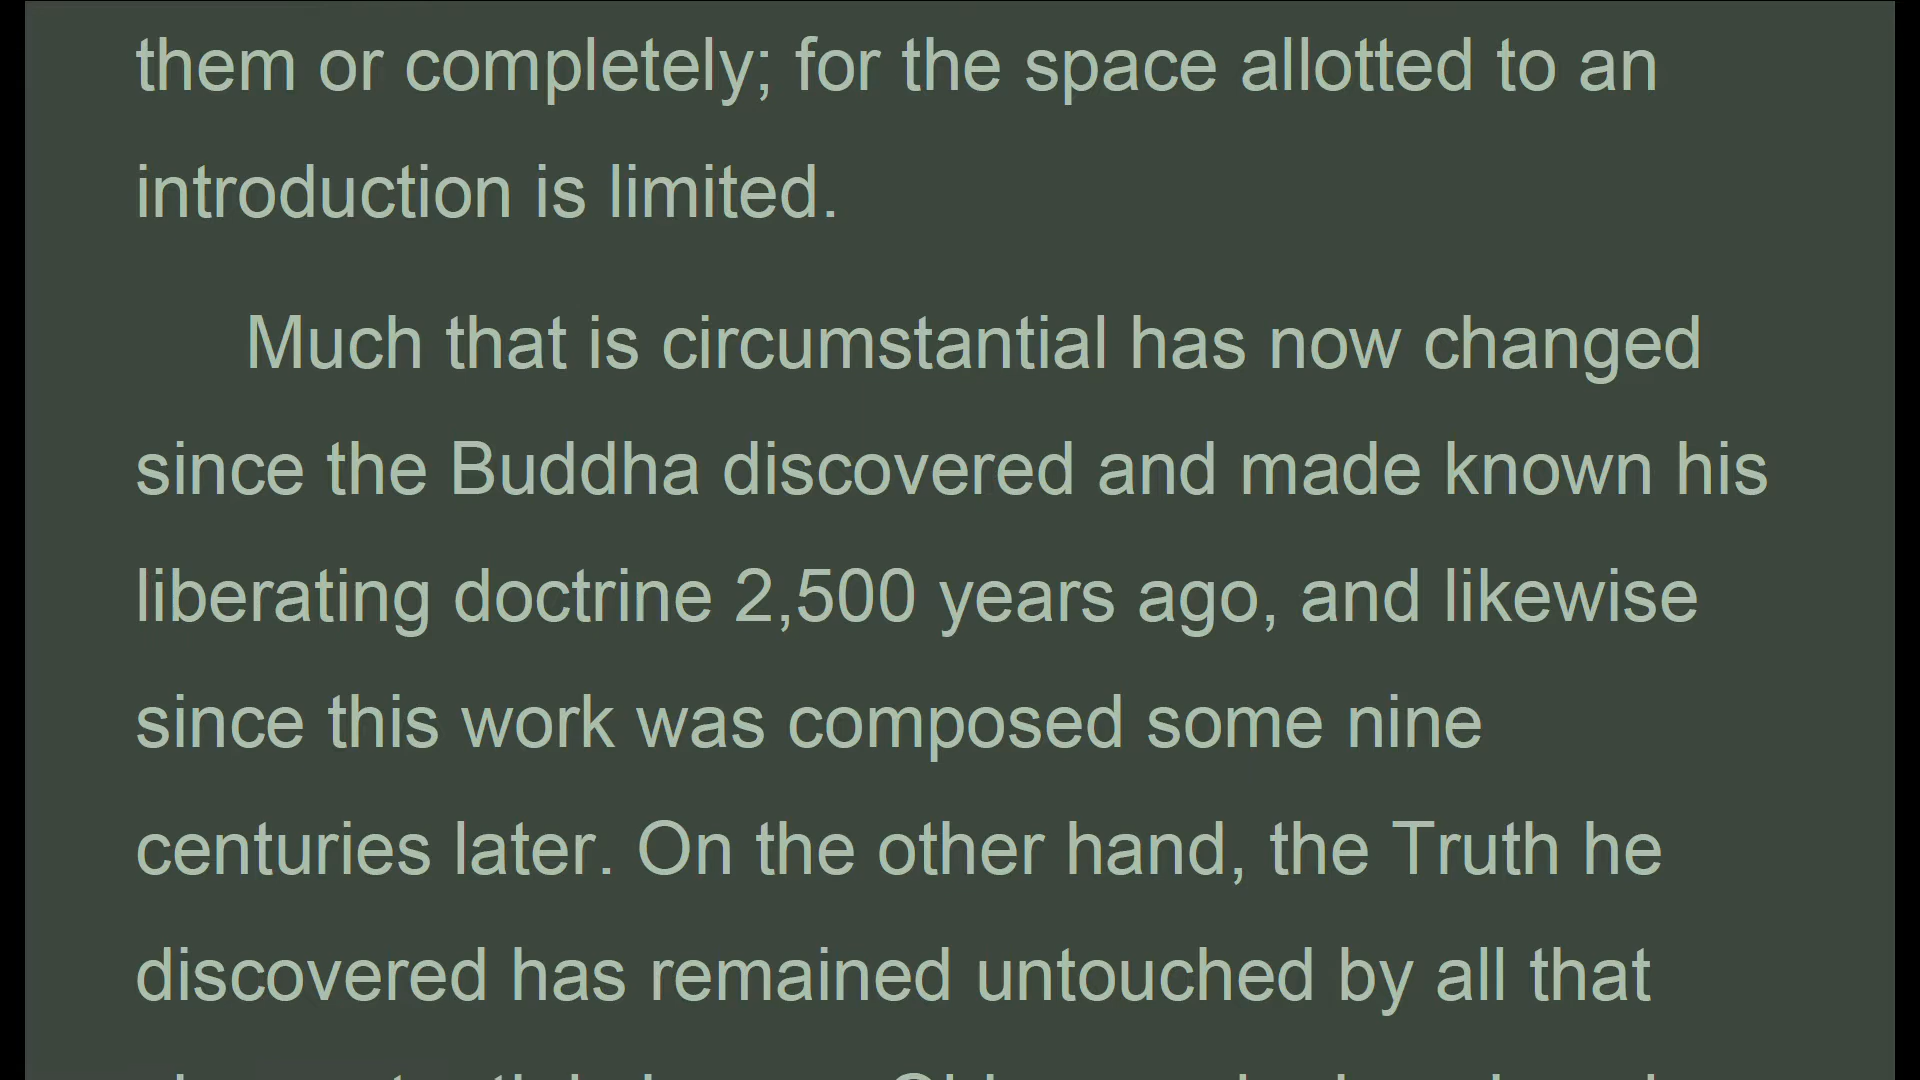 them or completely; for the space allotted to an
introduction is limited.
Much that is circumstantial has now changed
since the Buddha discovered and made known his
liberating doctrine 2,500 years ago, and likewise
since this work was composed some nine
centuries later. On the other hand, the Truth he
discovered has remained untouched by all that